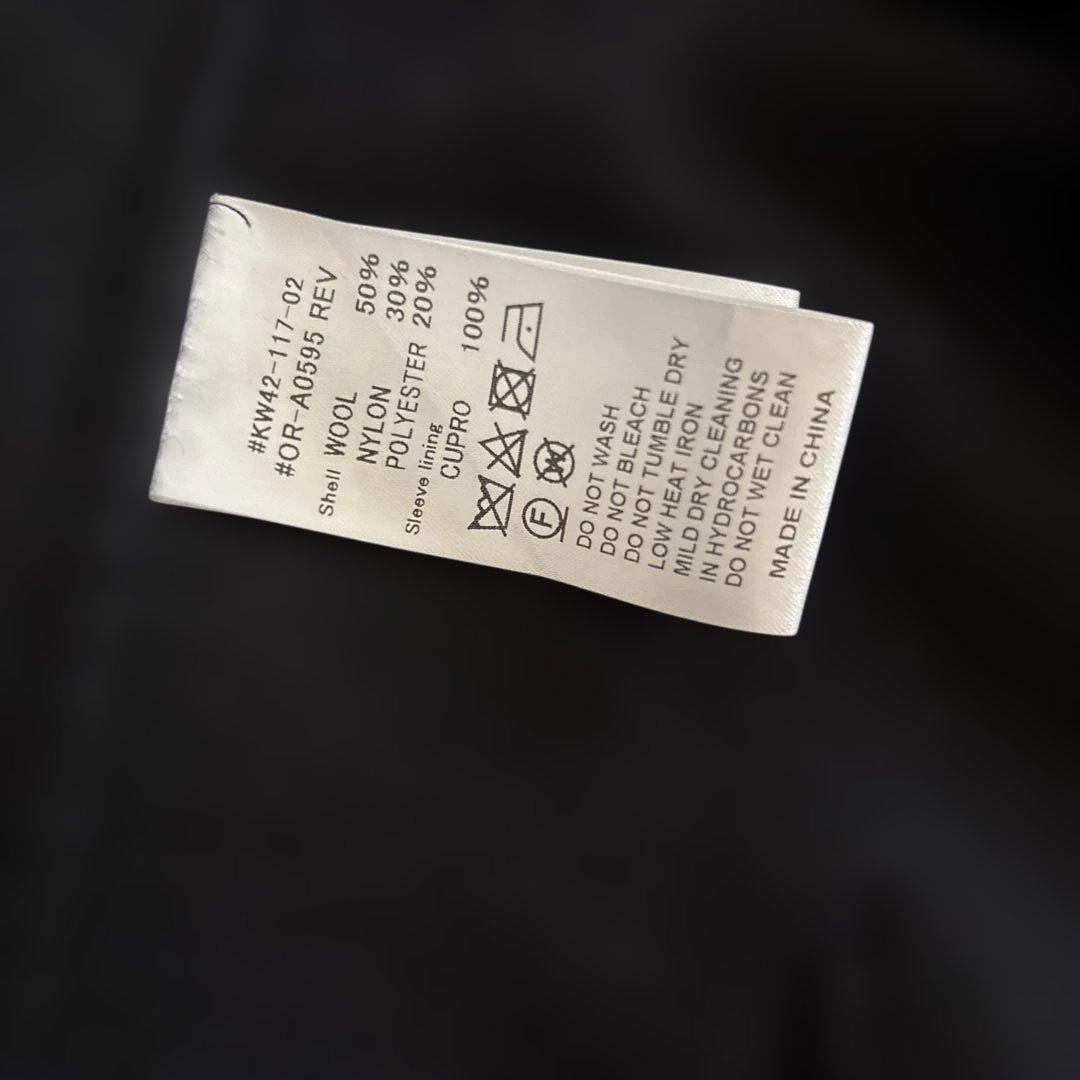 #KW42-117-02
#OR-A0595 REV
Shell WOOL 50%
NYLON 30%
POLYESTER 20%
Sleeve lining
CUPRO 100%
F W
DO NOT WASH
DO NOT BLEACH
DO NOT TUMBLE DRY
LOW HEAT IRON
MILD DRY CLEANING
IN HYDROCARBONS
DO NOT WET CLEAN
MADE IN CHINA